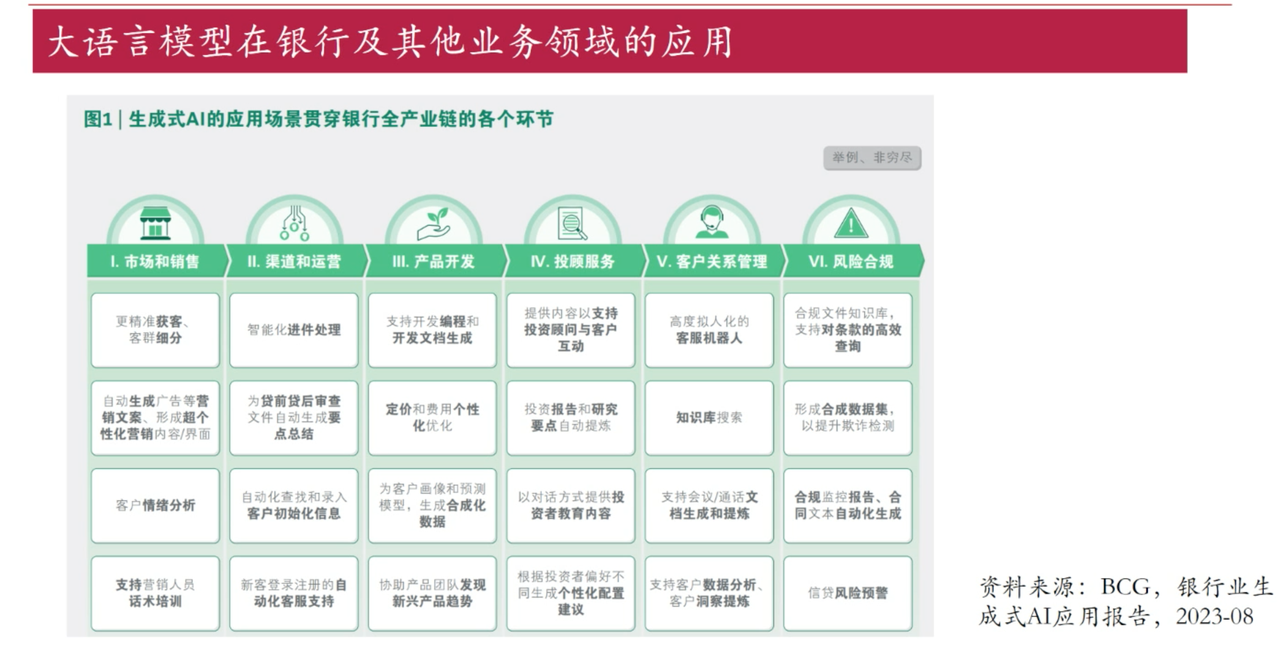 大语言模型在银行及其他业务领域的应用
图1 | 生成式AI的应用场景贯穿银行全产业链的各个环节
举例、非穷尽
I. 市场和销售
II. 渠道和运营
III. 产品开发
IV. 投顾服务
V. 客户关系管理
VI. 风险合规
更精准获客、
客群细分
智能化进件处理
支持开发编程和
开发文档生成
提供内容以支持
投资顾问与客户
互动
高度拟人化的
客服机器人
合规文件知识库，
支持对条款的高效
查询
自动生成广告等营
销文案、形成超个
性化营销内容/界面
为贷前贷后审查
文件自动生成要
点总结
定价和费用个性
化优化
投资报告和研究
要点自动提炼
知识库搜索
形成合成数据集，
以提升欺诈检测
客户情绪分析
自动化查找和录入
客户初始化信息
为客户画像和预测
模型，生成合成化
数据
以对话方式提供投
资者教育内容
支持会议/通话文
档生成和提炼
合规监控报告、合
同文本自动化生成
支持营销人员
话术培训
新客登录注册的自
动化客服支持
协助产品团队发现
新兴产品趋势
根据投资者偏好不
同生成个性化配置
建议
支持客户数据分析、
客户洞察提炼
信贷风险预警
资料来源：BCG，银行业生
成式AI应用报告，2023-08